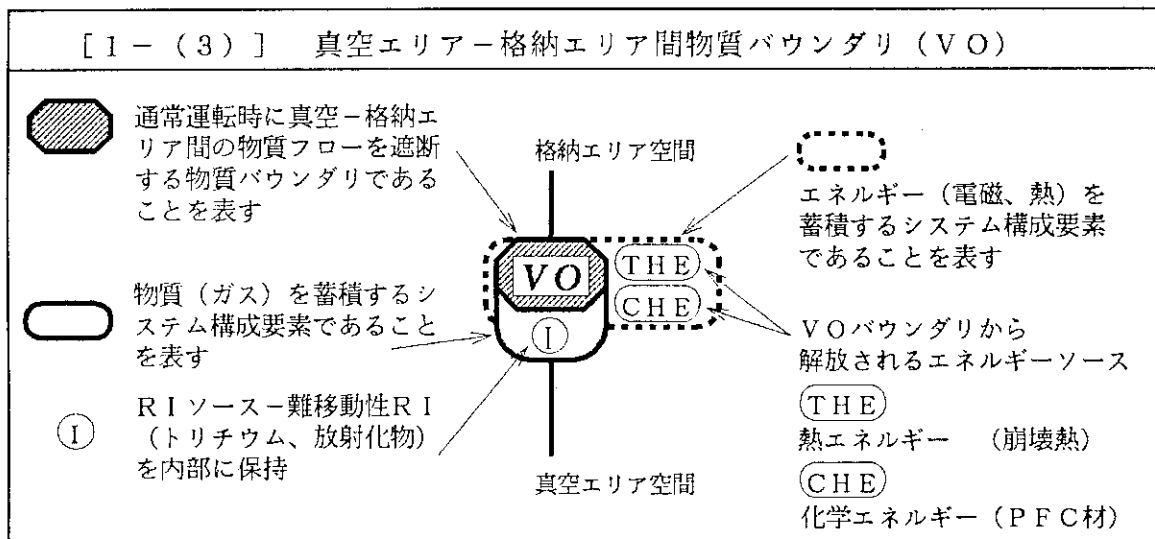 [1-(3)] 真空エリア-格納エリア間物質バウンダリ(VO)
通常運転時に真空-格納エ
リア間の物質フローを遮断
する物質バウンダリである
ことを表す
物質(ガス)を蓄積するシ
ステム構成要素であること
を表す
I
RIソース-難移動性RI
(トリチウム、放射化物)
を内部に保持
格納エリア空間
VO
THE
CHE
I
真空エリア空間
エネルギー(電磁、熱)を
蓄積するシステム構成要素
であることを表す
VOバウンダリから
解放されるエネルギーソース
THE
熱エネルギー (崩壊熱)
CHE
化学エネルギー(PFC材)